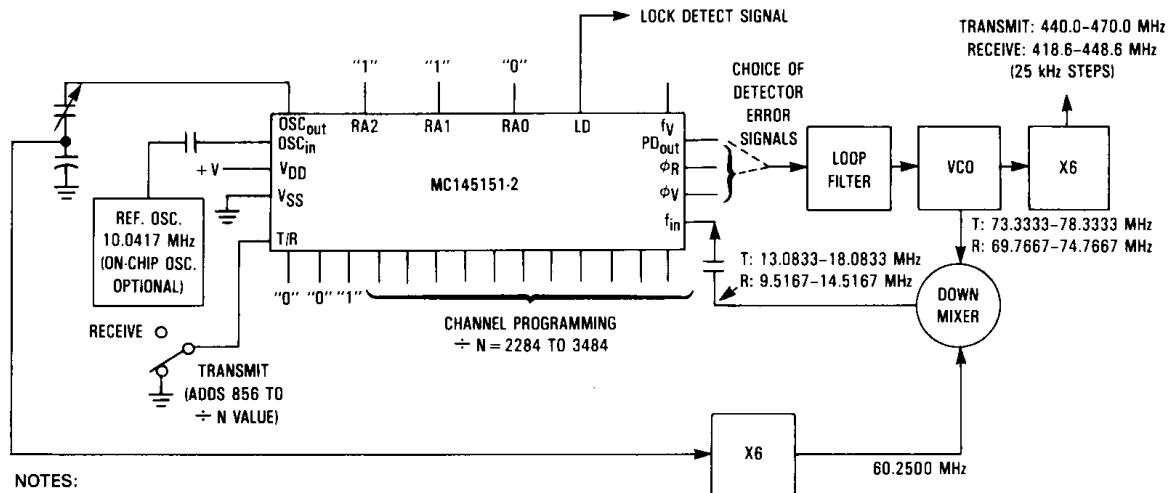 LOCK DETECT SIGNAL
TRANSMIT: 440.0–470.0 MHz
RECEIVE: 418.6–448.6 MHz
(25 kHz STEPS)
"1" "1" "0"
CHOICE OF
DETECTOR
ERROR
SIGNALS
OSCout RA2 RA1 RA0 LD fV
OSCin
PDout
+V VDD
MC145151-2
ϕR
VSS
ϕV
T/R
fin
LOOP
FILTER
VCO
X6
REF. OSC.
10.0417 MHz
(ON-CHIP OSC.
OPTIONAL)
T: 73.3333–78.3333 MHz
R: 69.7667–74.7667 MHz
T: 13.0833–18.0833 MHz
R: 9.5167–14.5167 MHz
DOWN
MIXER
"0" "0" "1"
CHANNEL PROGRAMMING
÷ N = 2284 TO 3484
RECEIVE
TRANSMIT
(ADDS 856 TO
÷ N VALUE)
X6
60.2500 MHz
NOTES: